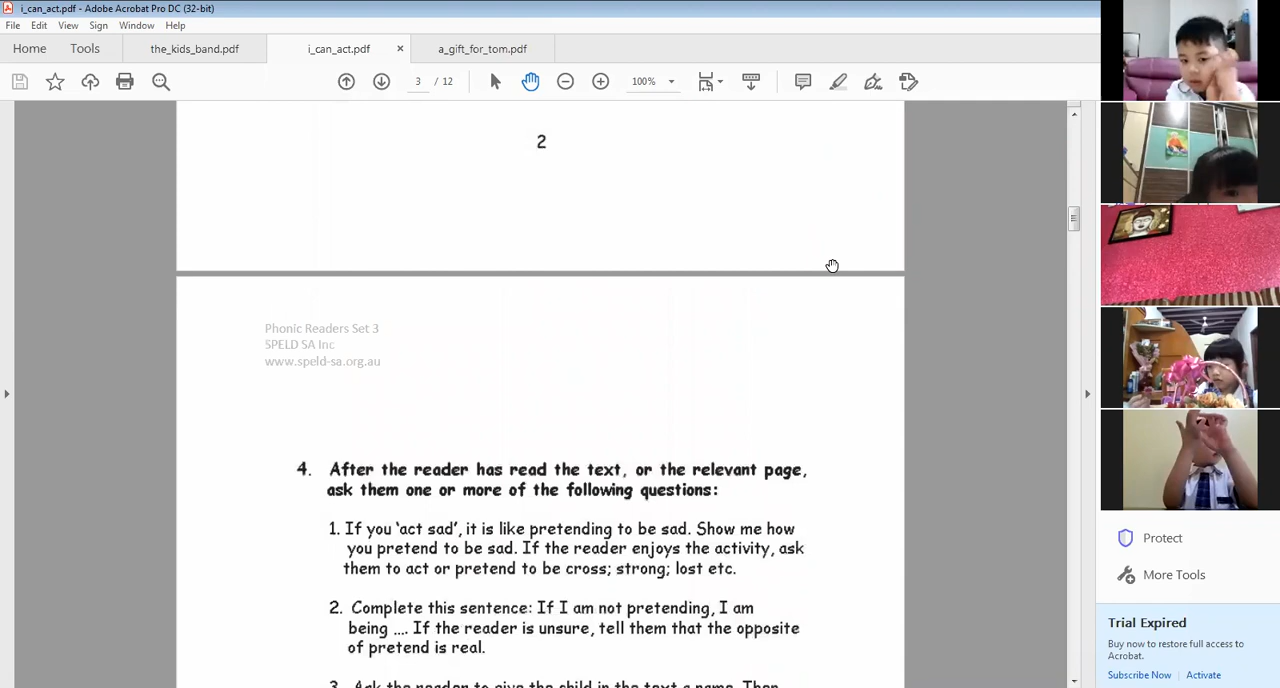 i_can_act.pdf - Adobe Acrobat Pro DC (32-bit)
File Edit View Sign Window Help
Home Tools the_kids_band.pdf i_can_act.pdf × a_gift_for_tom.pdf
3 / 12 100%
2
Phonic Readers Set 3
SPELD SA Inc
www.speld-sa.org.au
4. After the reader has read the text, or the relevant page,
ask them one or more of the following questions:
1. If you 'act sad', it is like pretending to be sad. Show me how
you pretend to be sad. If the reader enjoys the activity, ask
them to act or pretend to be cross; strong; lost etc.
2. Complete this sentence: If I am not pretending, I am
being .... If the reader is unsure, tell them that the opposite
of pretend is real.
3. Ask the reader to give the child in the text a name. Then
Protect
More Tools
Trial Expired
Buy now to restore full access to
Acrobat.
Subscribe Now Activate